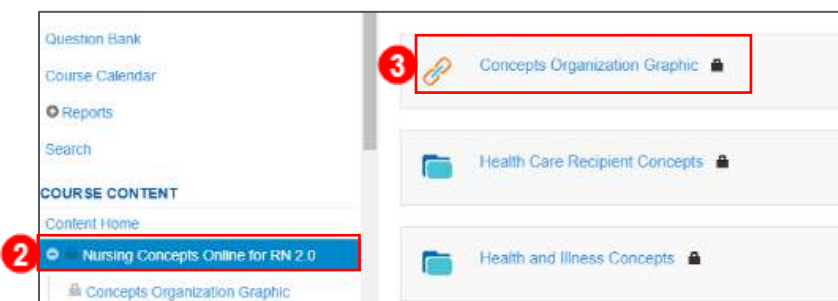 Question Bank
Course Calendar
Reports
Search
COURSE CONTENT
Content Home
2
Nursing Concepts Online for RN 2.0
Concepts Organization Graphic
3
Concepts Organization Graphic
Health Care Recipient Concepts
Health and Illness Concepts